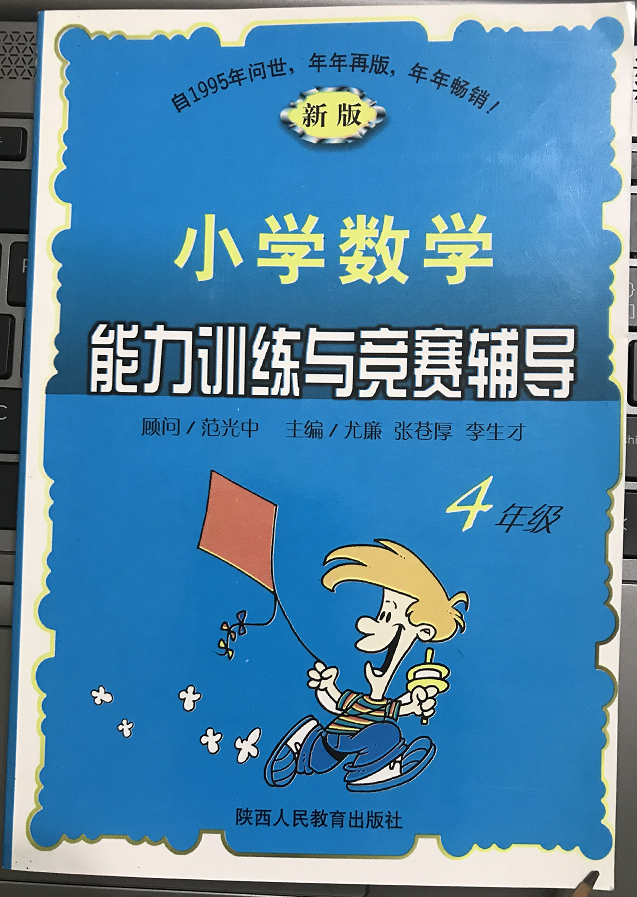 自1995年问世，年年再版，年年畅销！
新版
小学数学
能力训练与竞赛辅导
顾问/范光中 主编/尤廉 张苍厚 李生才
4年级
陕西人民教育出版社